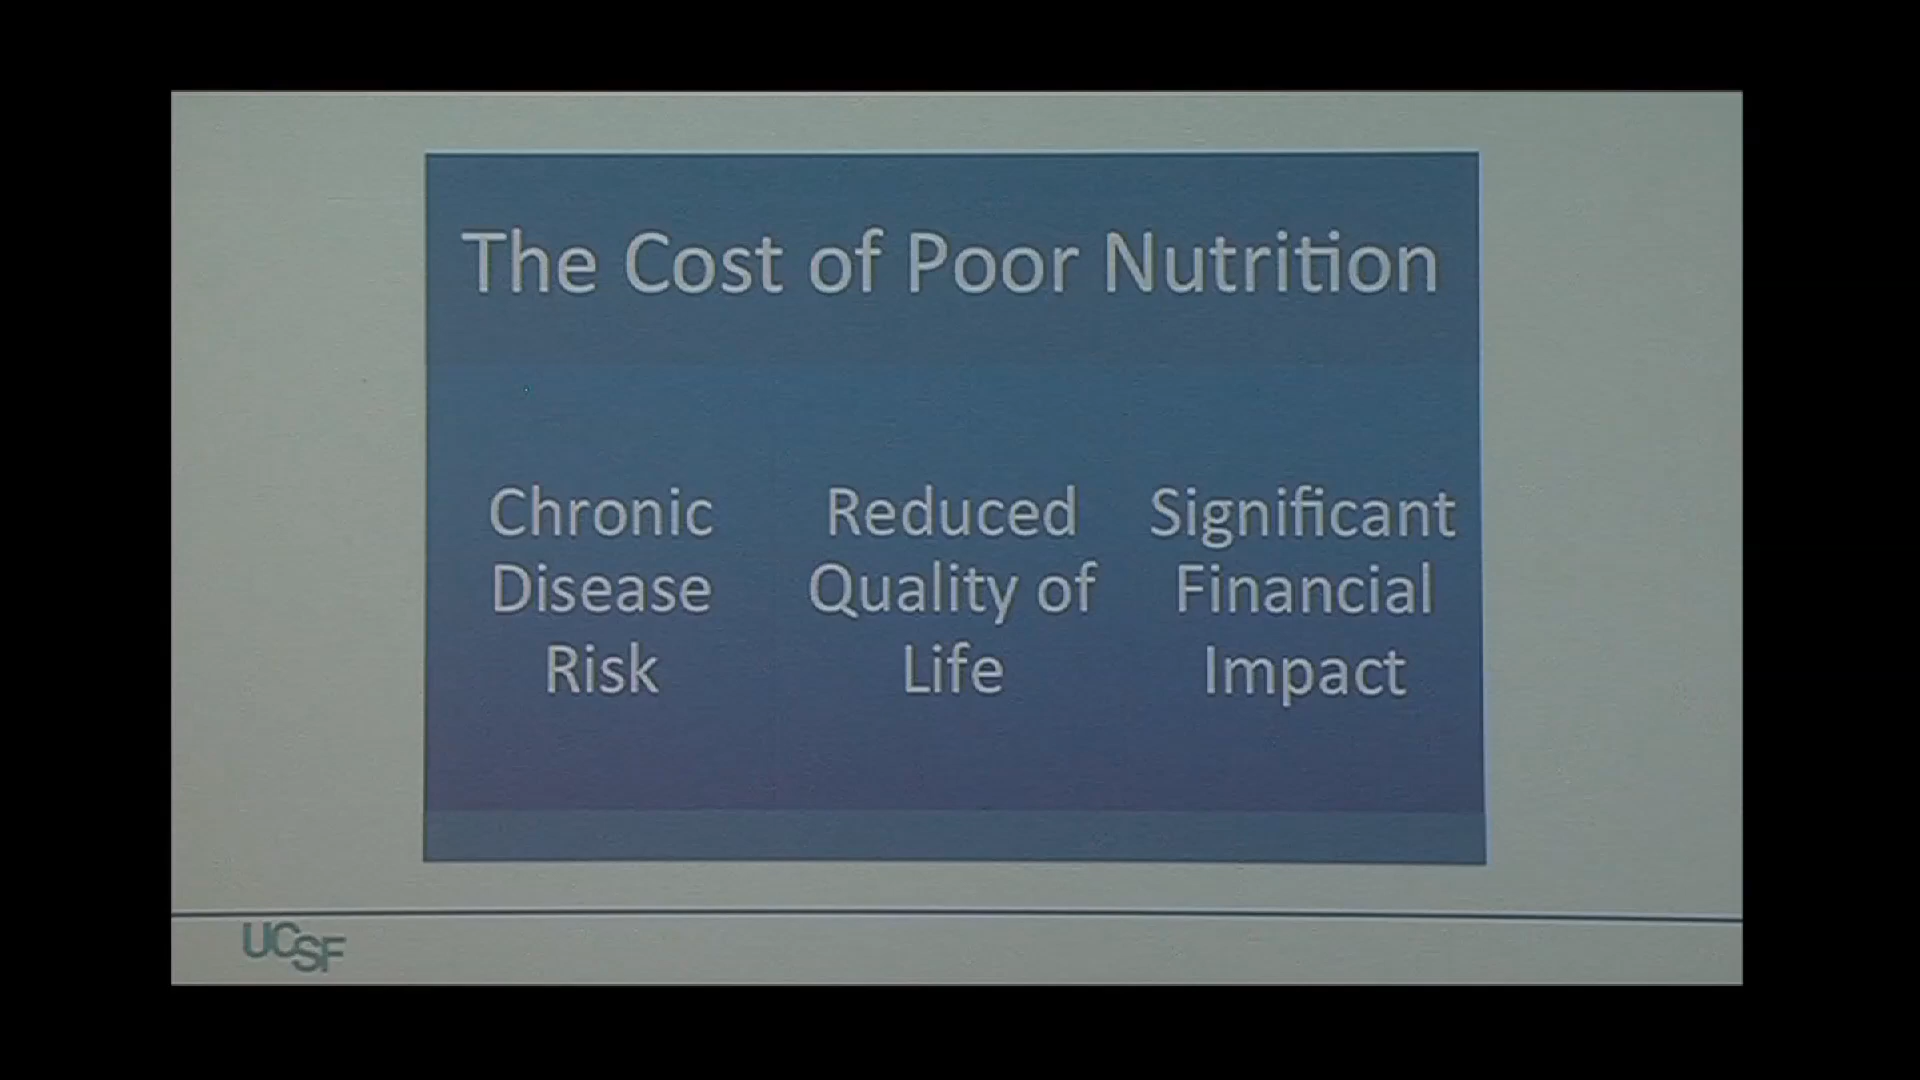 The Cost of Poor Nutrition
Chronic
Disease
Risk
Reduced
Quality of
Life
Significant
Financial
Impact
UCSF